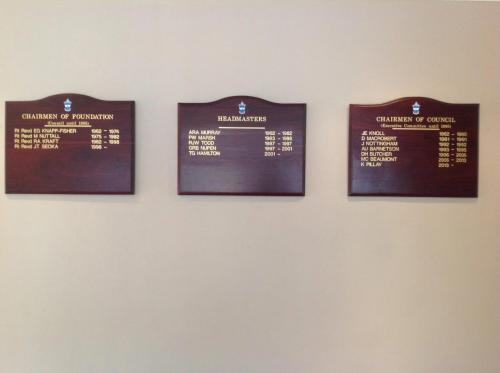 CHAIRMEN OF FOUNDATION
(Council until 1995)
Rt Revd EG KNAPP-FISHER 1962 - 1974
Rt Revd M NUTTALL 1975 - 1982
Rt Revd RA KRAFT 1982 - 1998
Rt Revd JT SEOKA 1998 -
HEADMASTERS
ARA MURRAY 1962 - 1982
PW MARSH 1983 - 1986
RJW TODD 1987 - 1997
GRB NUPEN 1997 - 2001
TG HAMILTON 2001 -
CHAIRMEN OF COUNCIL
(Executive Committee until 1995)
JE KNOLL 1962 - 1980
D MACROBERT 1981 - 1991
J NOTTINGHAM 1992 - 1992
AU BARNETSON 1993 - 1995
DH BUTCHER 1996 - 2005
MC BEAUMONT 2005 - 2015
K PILLAY 2015 -